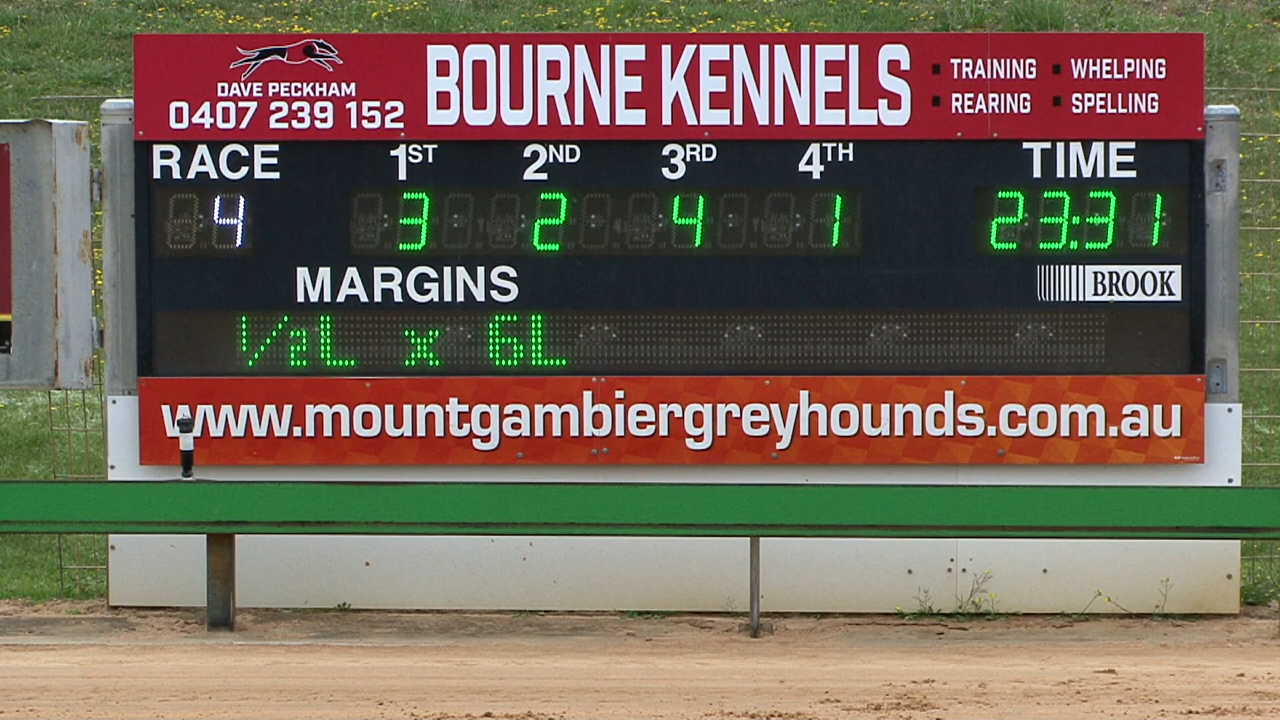 DAVE PECKHAM
0407 239 152
BOURNE KENNELS
TRAINING WHELPING
REARING SPELLING
RACE 1ST 2ND 3RD 4TH TIME
4 3 2 4 1 23:31
MARGINS
BROOK
½L x 6L
www.mountgambiergreyhounds.com.au